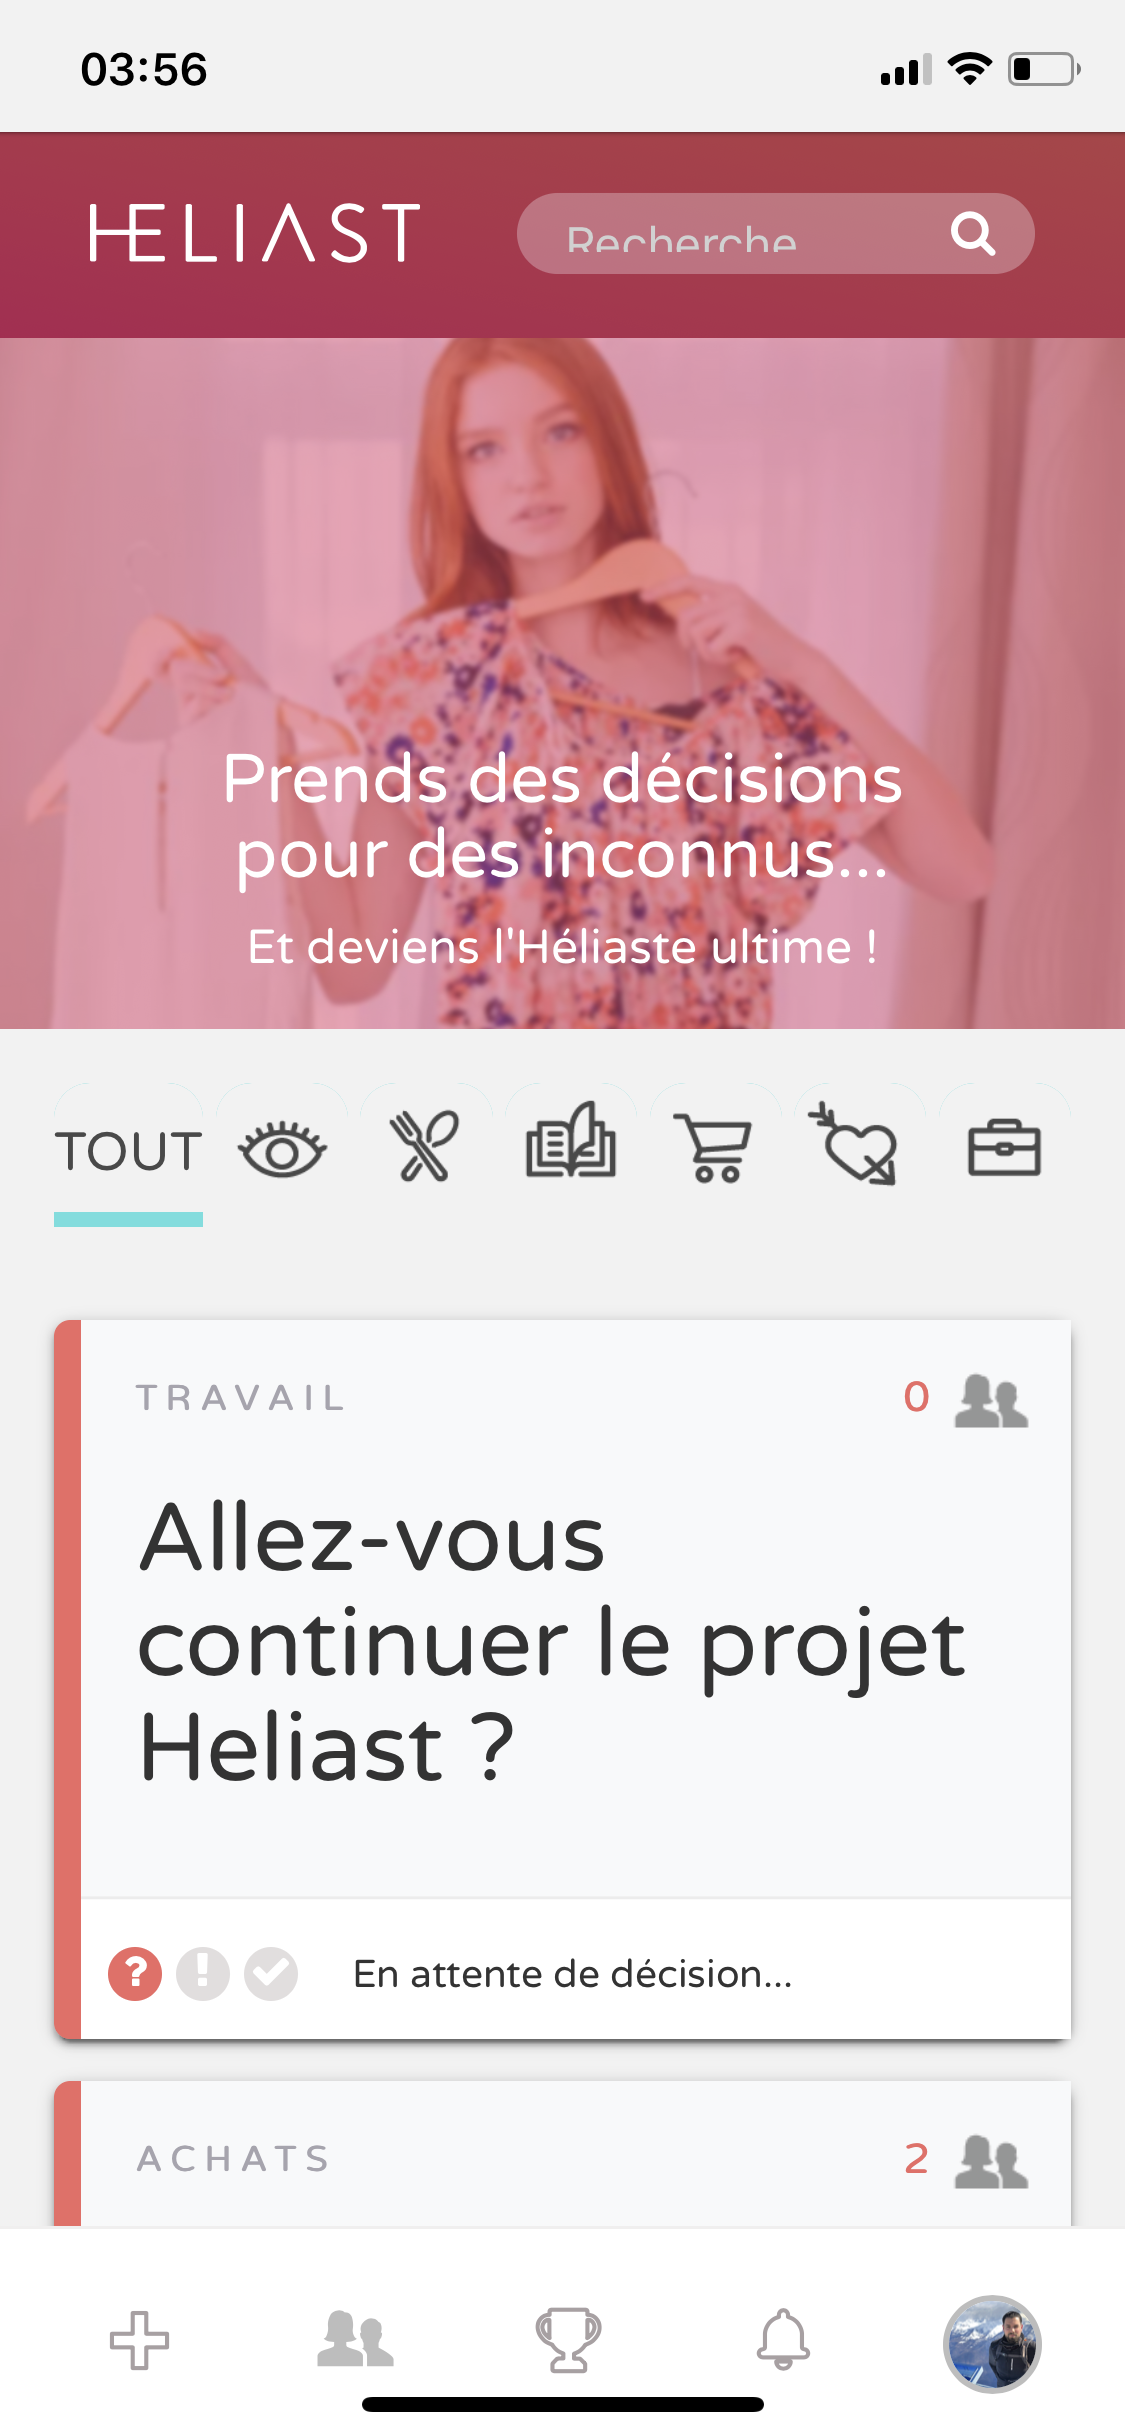 03:56
HELIAST
Recherche
Prends des décisions
pour des inconnus...
Et deviens l'Héliaste ultime !
TOUT
TRAVAIL
0
Allez-vous
continuer le projet
Heliast ?
En attente de décision...
ACHATS
2